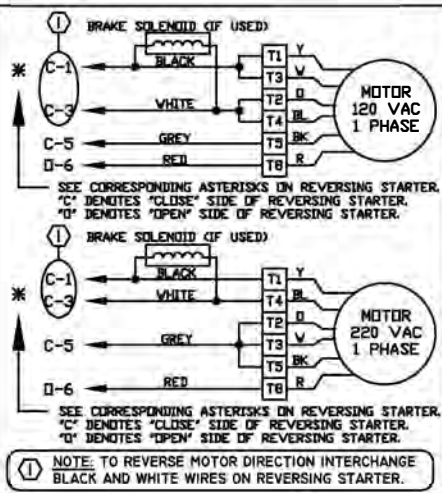 1 BRAKE SOLENOID (IF USED)
* C-1 BLACK T1 Y
T3 W
MOTOR
120 VAC
1 PHASE
C-3 WHITE T2 O
T4 BL
C-5 GREY T5 BK
O-6 RED T8 R
SEE CORRESPONDING ASTERISKS ON REVERSING STARTER.
"C" DENOTES "CLOSE" SIDE OF REVERSING STARTER.
"O" DENOTES "OPEN" SIDE OF REVERSING STARTER.
1 BRAKE SOLENOID (IF USED)
C-1 BLACK T1 Y
* C-3 WHITE T4 BL
T2 O
MOTOR
220 VAC
1 PHASE
C-5 GREY T3 W
T5 BK
O-6 RED T8 R
SEE CORRESPONDING ASTERISKS ON REVERSING STARTER.
"C" DENOTES "CLOSE" SIDE OF REVERSING STARTER.
"O" DENOTES "OPEN" SIDE OF REVERSING STARTER.
1 NOTE: TO REVERSE MOTOR DIRECTION INTERCHANGE
BLACK AND WHITE WIRES ON REVERSING STARTER.